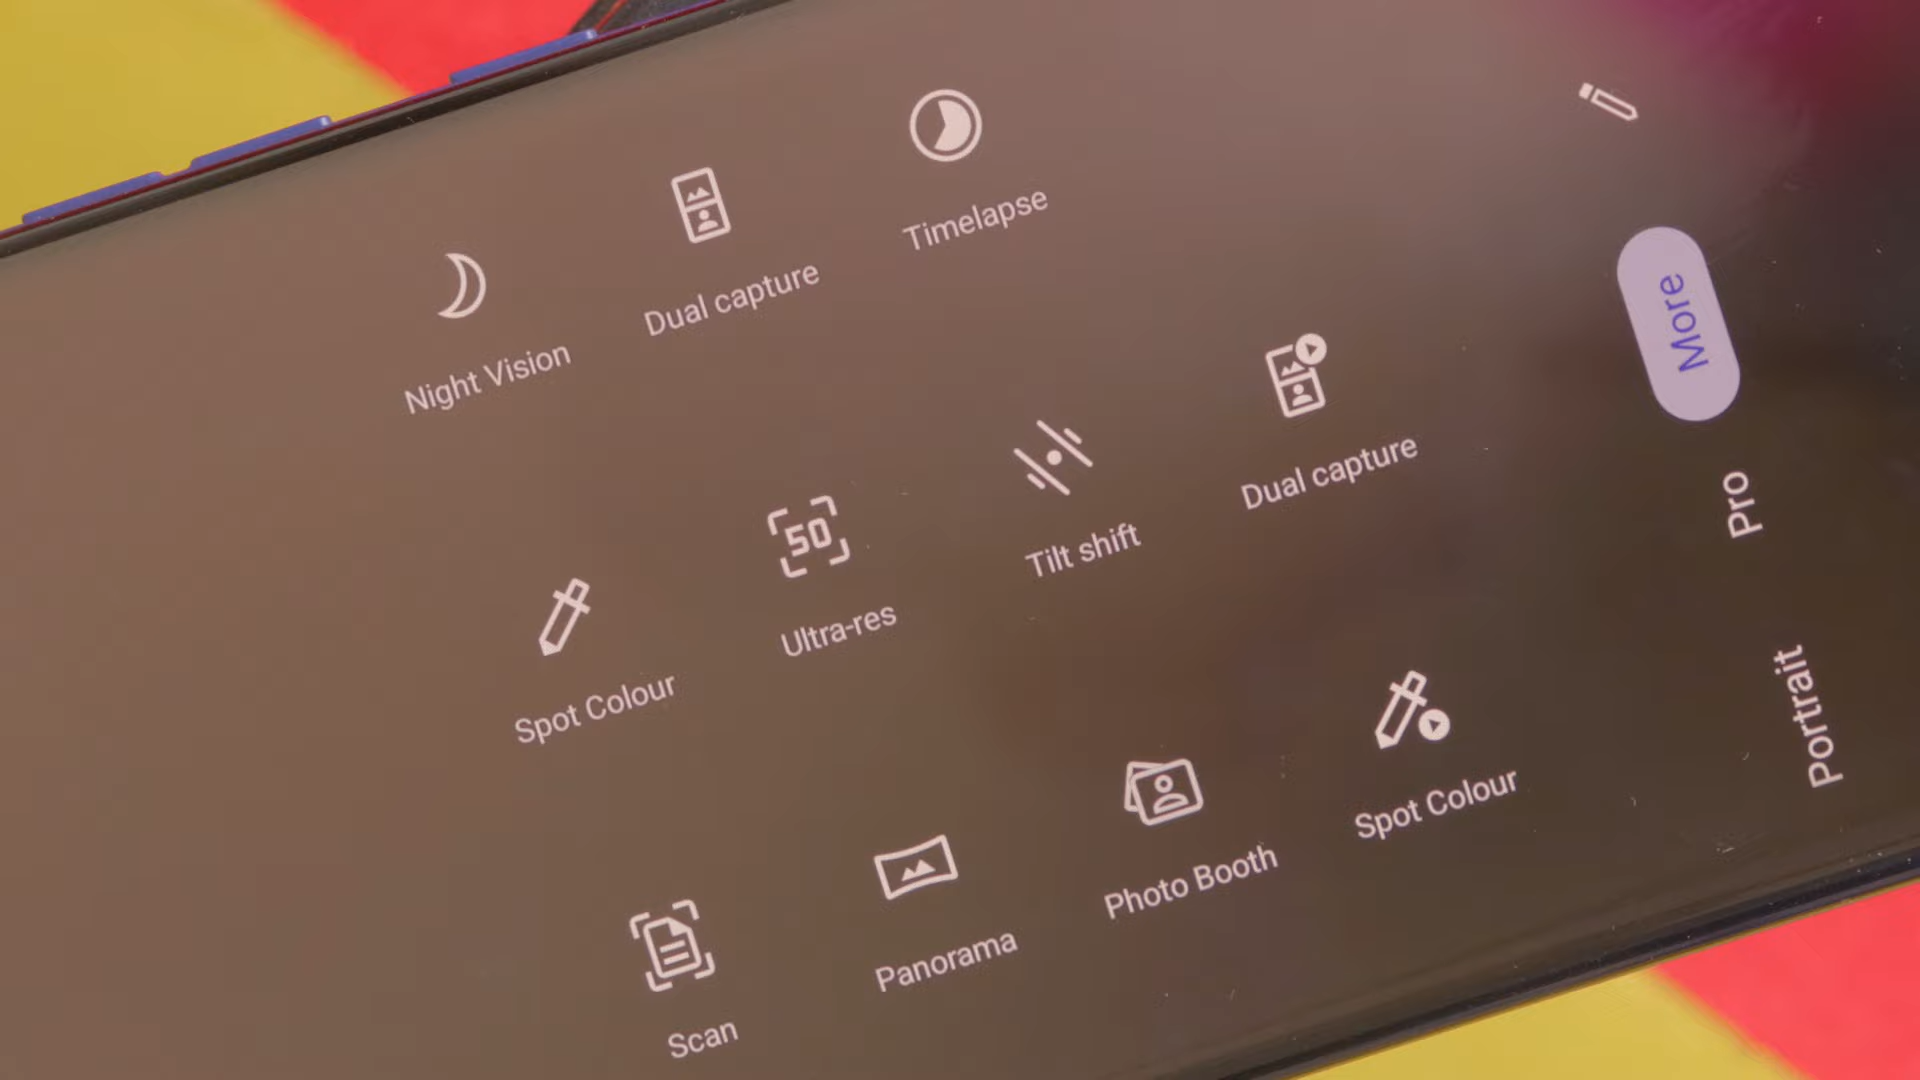 Night Vision
Dual capture
Timelapse
Spot Colour
50
Ultra-res
Tilt shift
Dual capture
Scan
Panorama
Photo Booth
Spot Colour
More
Pro
Portrait